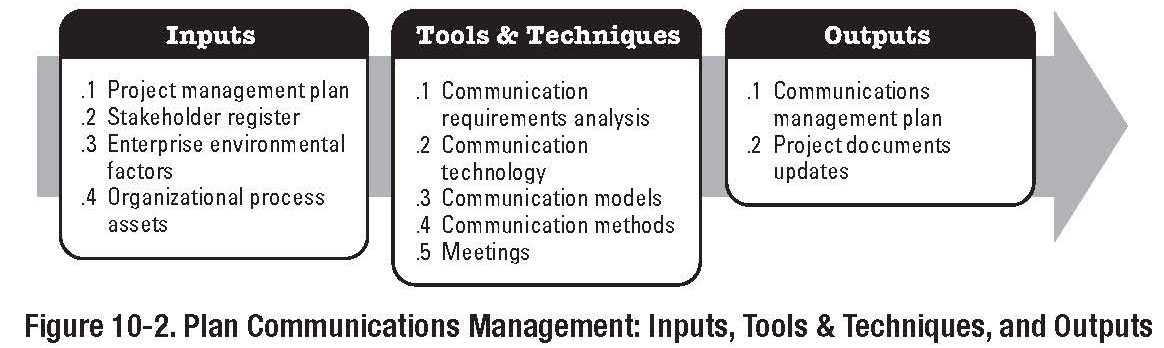 Inputs
.1 Project management plan
.2 Stakeholder register
.3 Enterprise environmental
factors
.4 Organizational process
assets
Tools & Techniques
.1 Communication
requirements analysis
.2 Communication
technology
.3 Communication models
.4 Communication methods
.5 Meetings
Outputs
.1 Communications
management plan
.2 Project documents
updates
Figure 10-2. Plan Communications Management: Inputs, Tools & Techniques, and Outputs